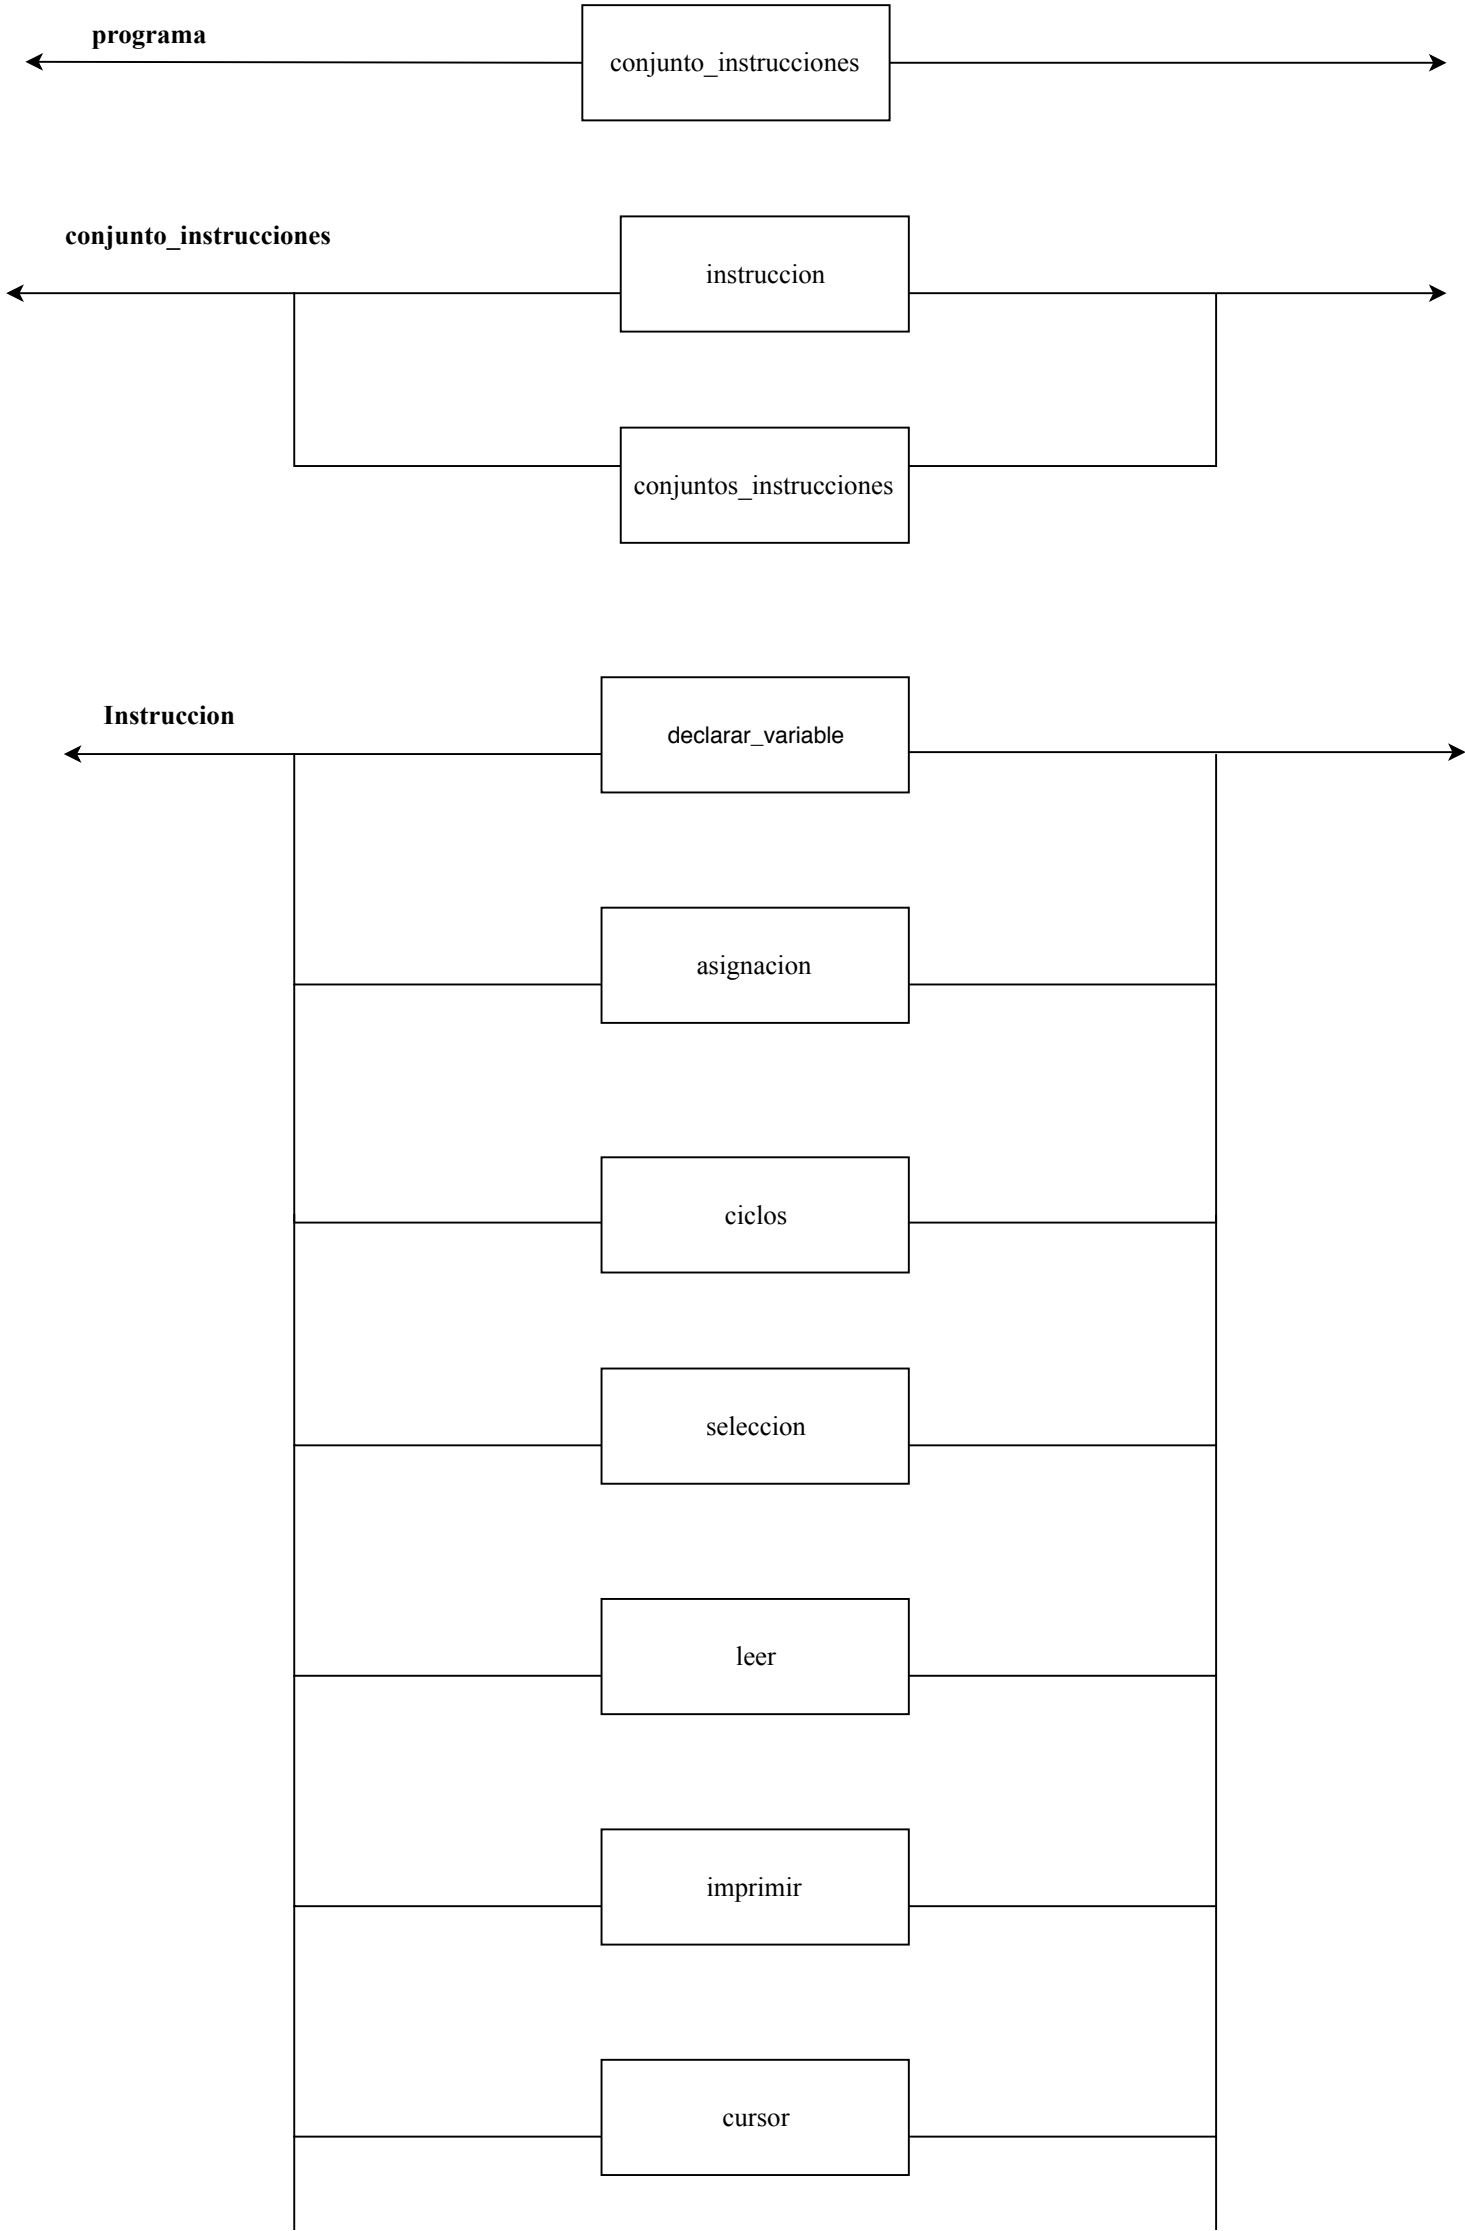 programa
conjunto_instrucciones
conjunto_instrucciones
instruccion
conjuntos_instrucciones
Instruccion
declarar_variable
asignacion
ciclos
seleccion
leer
imprimir
cursor